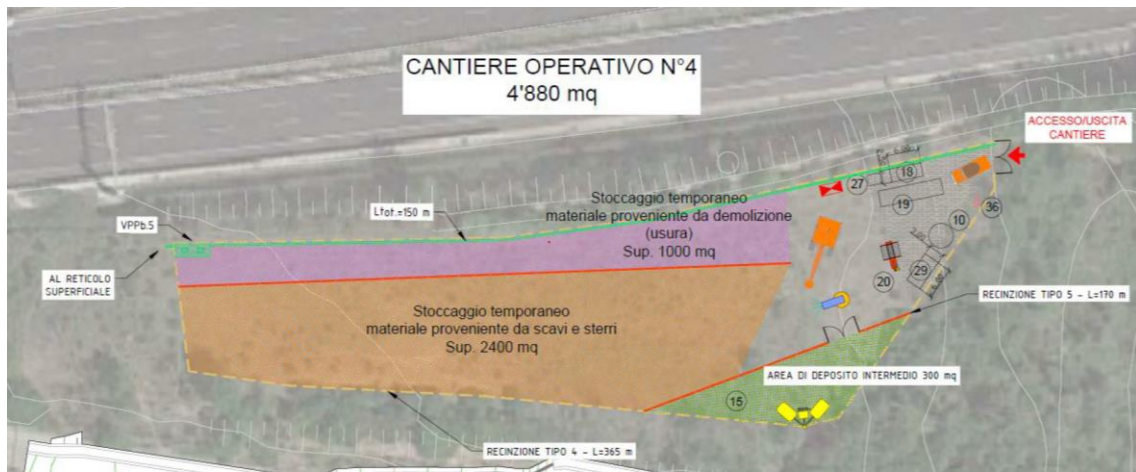 CANTIERE OPERATIVO N°4
4'880 mq
ACCESSO/USCITA
CANTIERE
27
18
19
10
36
Stoccaggio temporaneo
materiale proveniente da demolizione
(usura)
Sup. 1000 mq
Ltot.=150 m
VPPb.5
AL RETICOLO
SUPERFICIALE
20
29
RECINZIONE TIPO 5 - L=170 m
Stoccaggio temporaneo
materiale proveniente da scavi e sterri
Sup. 2400 mq
AREA DI DEPOSITO INTERMEDIO 300 mq
15
RECINZIONE TIPO 4 - L=365 m